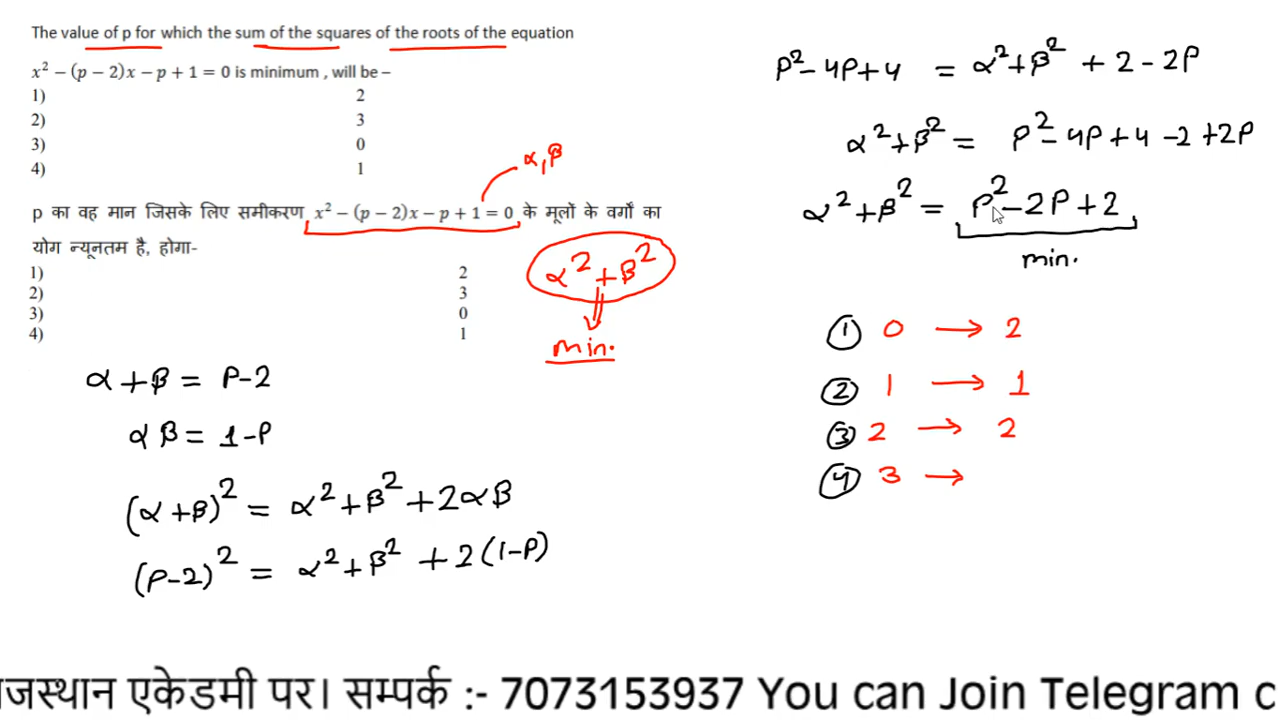 The value of p for which the sum of the squares of the roots of the equation
x² − (p − 2)x − p + 1 = 0 is minimum , will be –
1) 2
2) 3
3) 0
4) 1
p का वह मान जिसके लिए समीकरण x² − (p − 2)x − p + 1 = 0 के मूलों के वर्गों का
योग न्यूनतम है, होगा-
1) 2
2) 3
3) 0
4) 1
α, β
α² + β²
min.
α + β = P-2
α β = 1-P
(α + β)² = α² + β² + 2αβ
(P-2)² = α² + β² + 2(1-P)
P² - 4P + 4 = α² + β² + 2 - 2P
α² + β² = P² - 4P + 4 - 2 + 2P
α² + β² = P² - 2P + 2
min.
① 0 → 2
② 1 → 1
③ 2 → 2
④ 3 →
ाजस्थान एकेडमी पर। सम्पर्क :- 7073153937 You can Join Telegram c